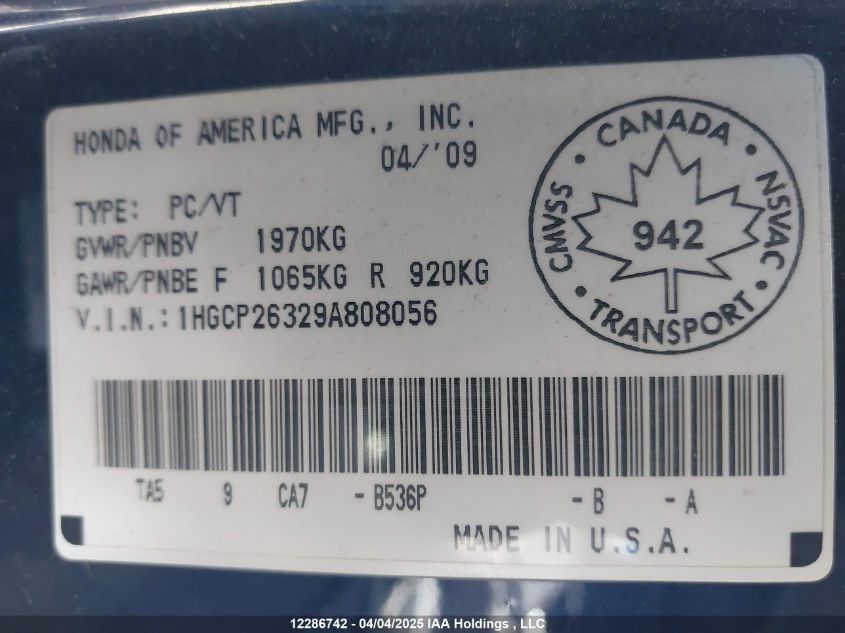 HONDA OF AMERICA MFG., INC.
04/'09
TYPE: PC/VT
GVWR/PNBV 1970KG
GAWR/PNBE F 1065KG R 920KG
V.I.N.: 1HGCP26329A808056
CANADA
CMVSS
942
NSVAC
TRANSPORT
TA5 9 CA7 - B536P - B - A
MADE IN U.S.A.
12286742 - 04/04/2025 IAA Holdings , LLC